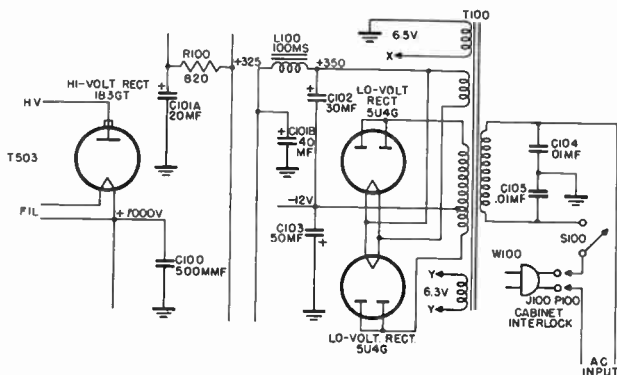 T100
6.5V
X
L100
100MS
R100
820
+325
+350
HI-VOLT RECT
1B3GT
HV
C101A
20MF
LO-VOLT
RECT
5U4G
C102
30MF
C101B
40
MF
T503
C104
.01MF
C105
.01MF
-12V
FIL
+7000V
C103
50MF
S100
W100
C100
500MMF
Y
6.3V
Y
J100 P100
CABINET
INTERLOCK
LO-VOLT. RECT.
5U4G
AC
INPUT